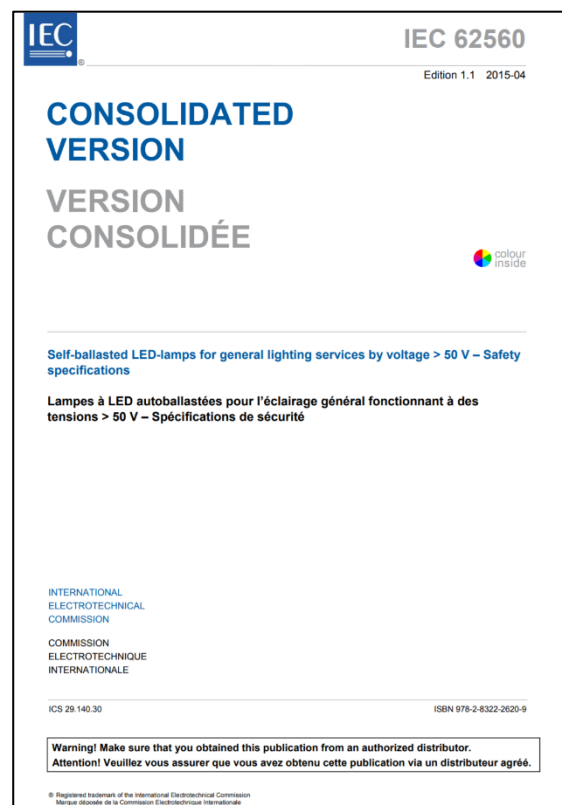 IEC
®
IEC 62560
Edition 1.1 2015-04
CONSOLIDATED
VERSION
VERSION
CONSOLIDÉE
colour
inside
Self-ballasted LED-lamps for general lighting services by voltage > 50 V – Safety
specifications
Lampes à LED autoballastées pour l’éclairage général fonctionnant à des
tensions > 50 V – Spécifications de sécurité
INTERNATIONAL
ELECTROTECHNICAL
COMMISSION
COMMISSION
ELECTROTECHNIQUE
INTERNATIONALE
ICS 29.140.30
ISBN 978-2-8322-2620-9
Warning! Make sure that you obtained this publication from an authorized distributor.
Attention! Veuillez vous assurer que vous avez obtenu cette publication via un distributeur agréé.
® Registered trademark of the International Electrotechnical Commission
Marque déposée de la Commission Electrotechnique Internationale